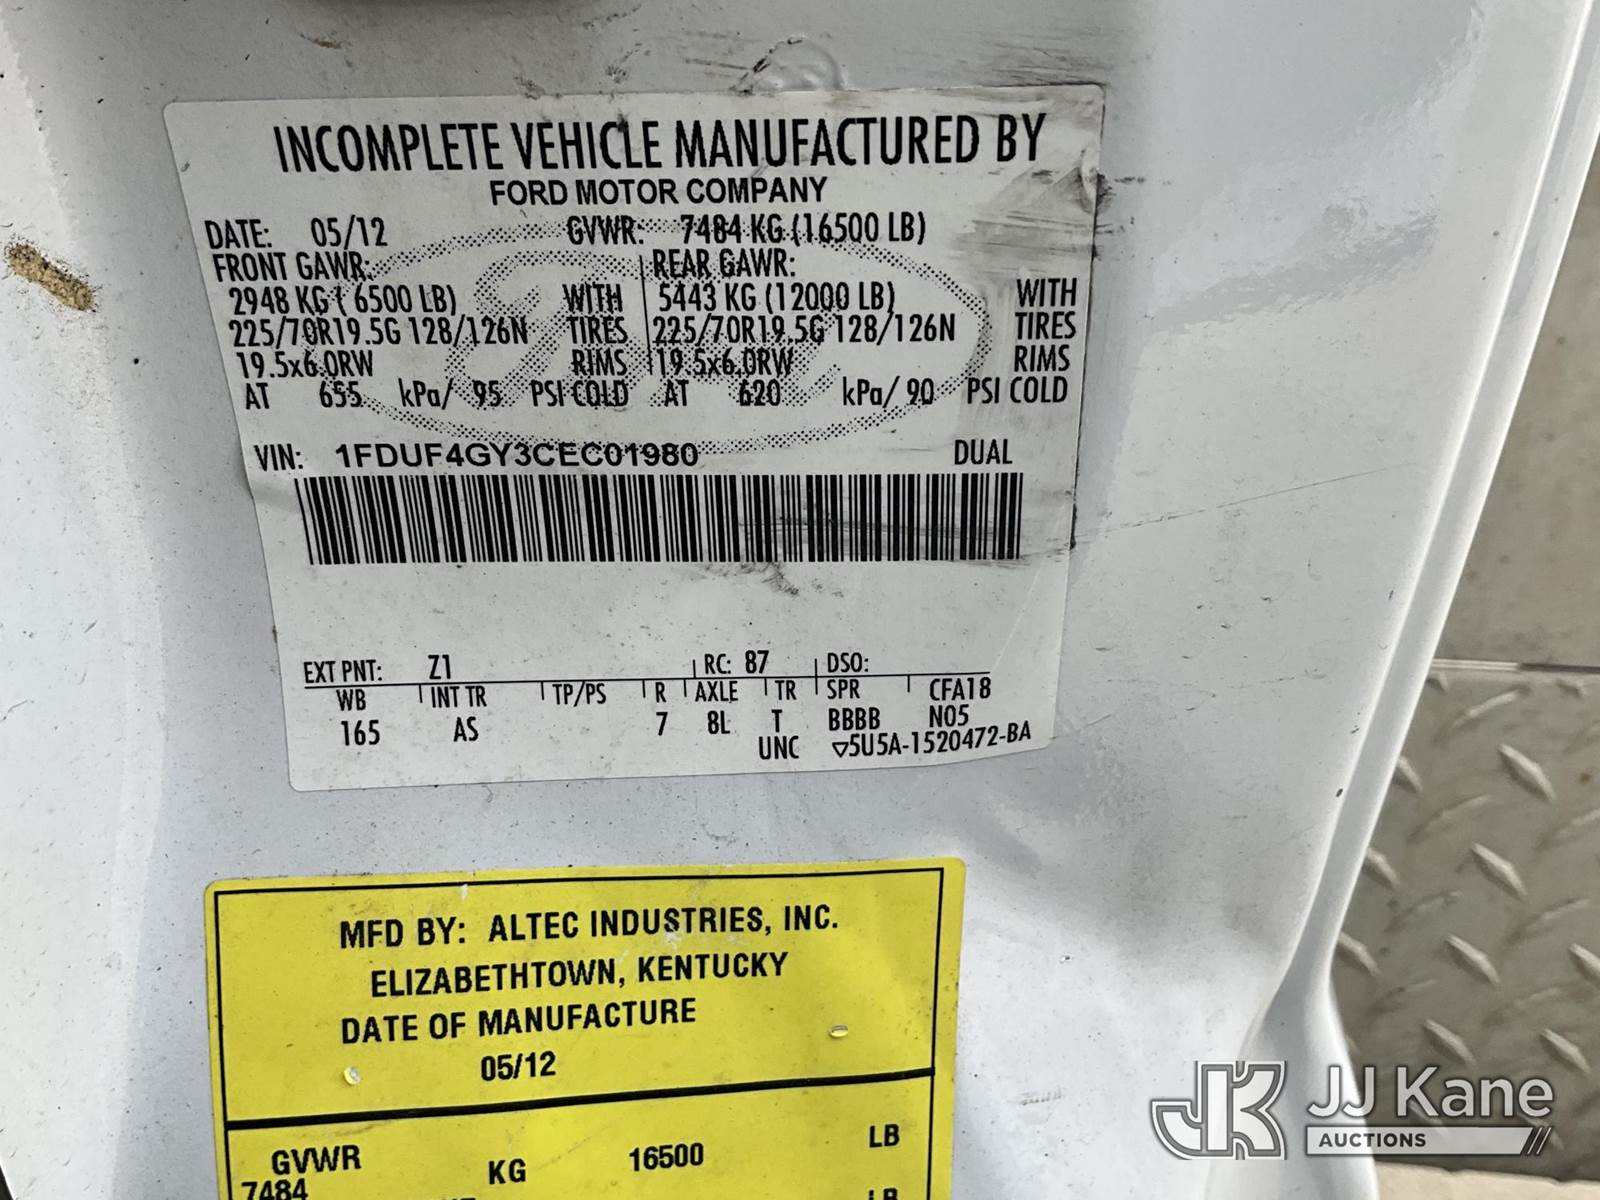 INCOMPLETE VEHICLE MANUFACTURED BY
FORD MOTOR COMPANY
DATE: 05/12 GVWR: 7484 KG (16500 LB)
FRONT GAWR: REAR GAWR:
2948 KG ( 6500 LB) WITH 5443 KG (12000 LB) WITH
225/70R19.5G 128/126N TIRES 225/70R19.5G 128/126N TIRES
19.5x6.0RW RIMS 19.5x6.0RW RIMS
AT 655 kPa/ 95 PSI COLD AT 620 kPa/ 90 PSI COLD
VIN: 1FDUF4GY3CEC01980 DUAL
EXT PNT: Z1 RC: 87 DSO:
WB INT TR TP/PS R AXLE TR SPR CFA18
165 AS 7 8L T BBBB N05
UNC ▽5U5A-1520472-BA
MFD BY: ALTEC INDUSTRIES, INC.
ELIZABETHTOWN, KENTUCKY
DATE OF MANUFACTURE
05/12
GVWR KG 16500 LB
7484
LB
JJ Kane
AUCTIONS